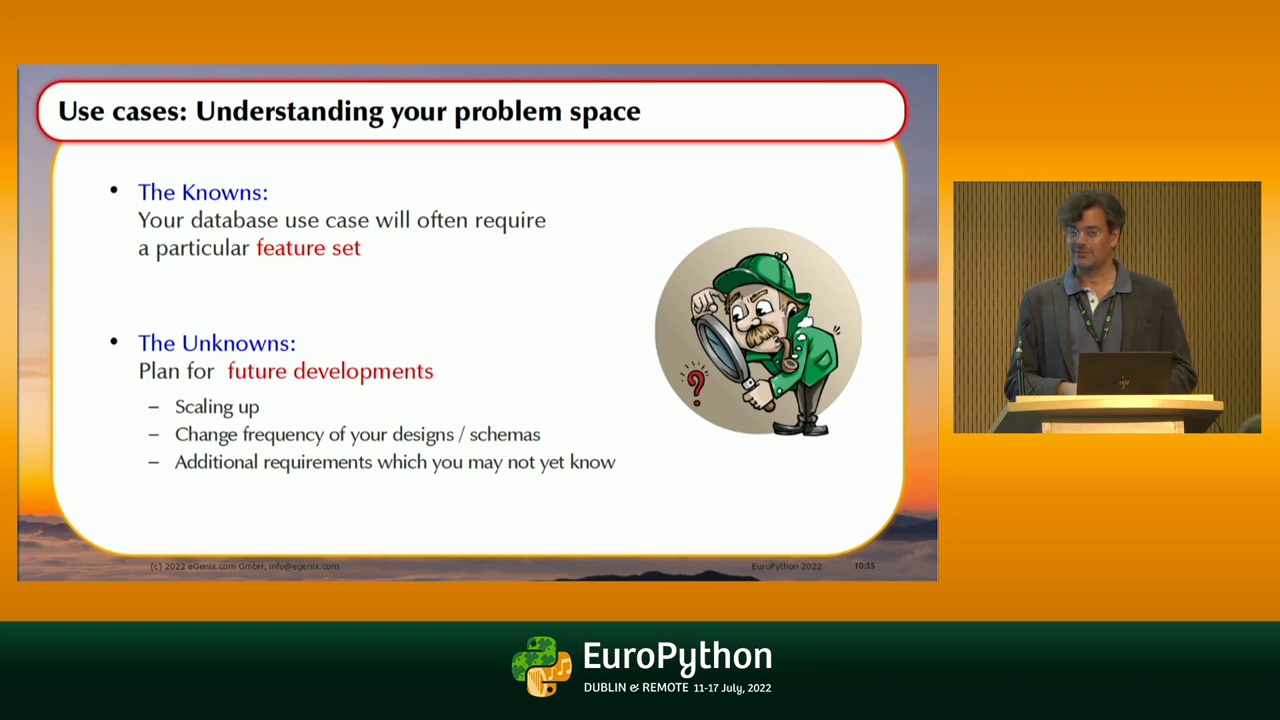 Use cases: Understanding your problem space
• The Knowns:
Your database use case will often require
a particular feature set
• The Unknowns:
Plan for future developments
– Scaling up
– Change frequency of your designs / schemas
– Additional requirements which you may not yet know
?
(c) 2022 eGenix.com GmbH, info@egenix.com
EuroPython 2022
10:35
hp
EuroPython
DUBLIN & REMOTE 11-17 July, 2022